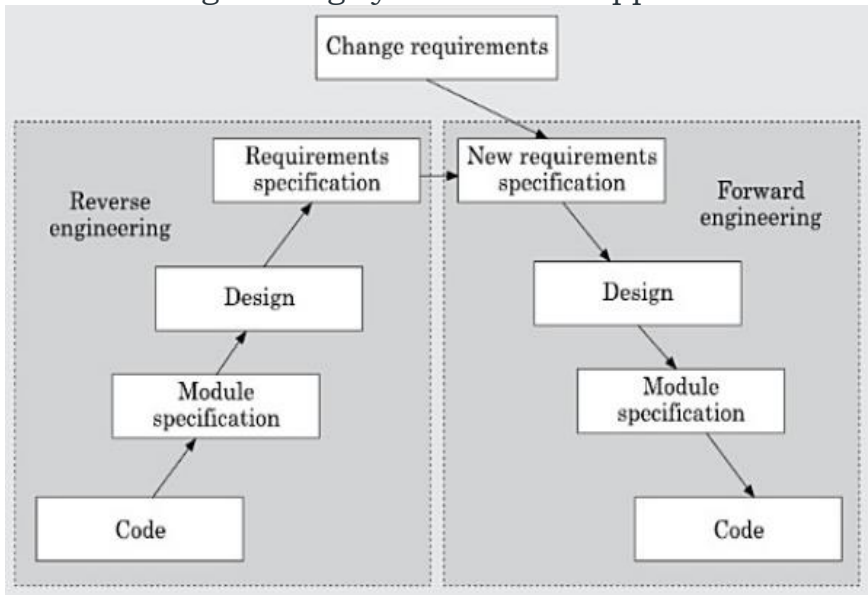 Change requirements
Requirements
specification
New requirements
specification
Reverse
engineering
Forward
engineering
Design
Design
Module
specification
Module
specification
Code
Code